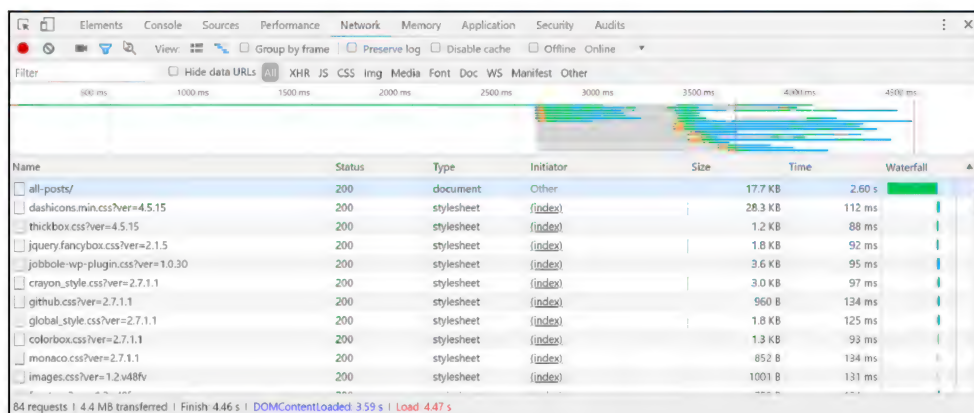 Elements Console Sources Performance Network Memory Application Security Audits
View: Group by frame Preserve log Disable cache Offline Online
Filter Hide data URLs All XHR JS CSS Img Media Font Doc WS Manifest Other
500 ms 1000 ms 1500 ms 2000 ms 2500 ms 3000 ms 3500 ms 4000 ms 4500 ms
Name Status Type Initiator Size Time Waterfall
all-posts/ 200 document Other 17.7 KB 2.60 s
dashicons.min.css?ver=4.5.15 200 stylesheet (index) 28.3 KB 112 ms
thickbox.css?ver=4.5.15 200 stylesheet (index) 1.2 KB 88 ms
jquery.fancybox.css?ver=2.1.5 200 stylesheet (index) 1.8 KB 92 ms
jobbole-wp-plugin.css?ver=1.0.30 200 stylesheet (index) 3.6 KB 95 ms
crayon_style.css?ver=2.7.1.1 200 stylesheet (index) 3.0 KB 97 ms
github.css?ver=2.7.1.1 200 stylesheet (index) 960 B 134 ms
global_style.css?ver=2.7.1.1 200 stylesheet (index) 1.8 KB 125 ms
colorbox.css?ver=2.7.1.1 200 stylesheet (index) 1.3 KB 93 ms
monaco.css?ver=2.7.1.1 200 stylesheet (index) 852 B 134 ms
images.css?ver=1.2.v48fv 200 stylesheet (index) 1001 B 131 ms
84 requests | 4.4 MB transferred | Finish: 4.46 s | DOMContentLoaded: 3.59 s | Load: 4.47 s